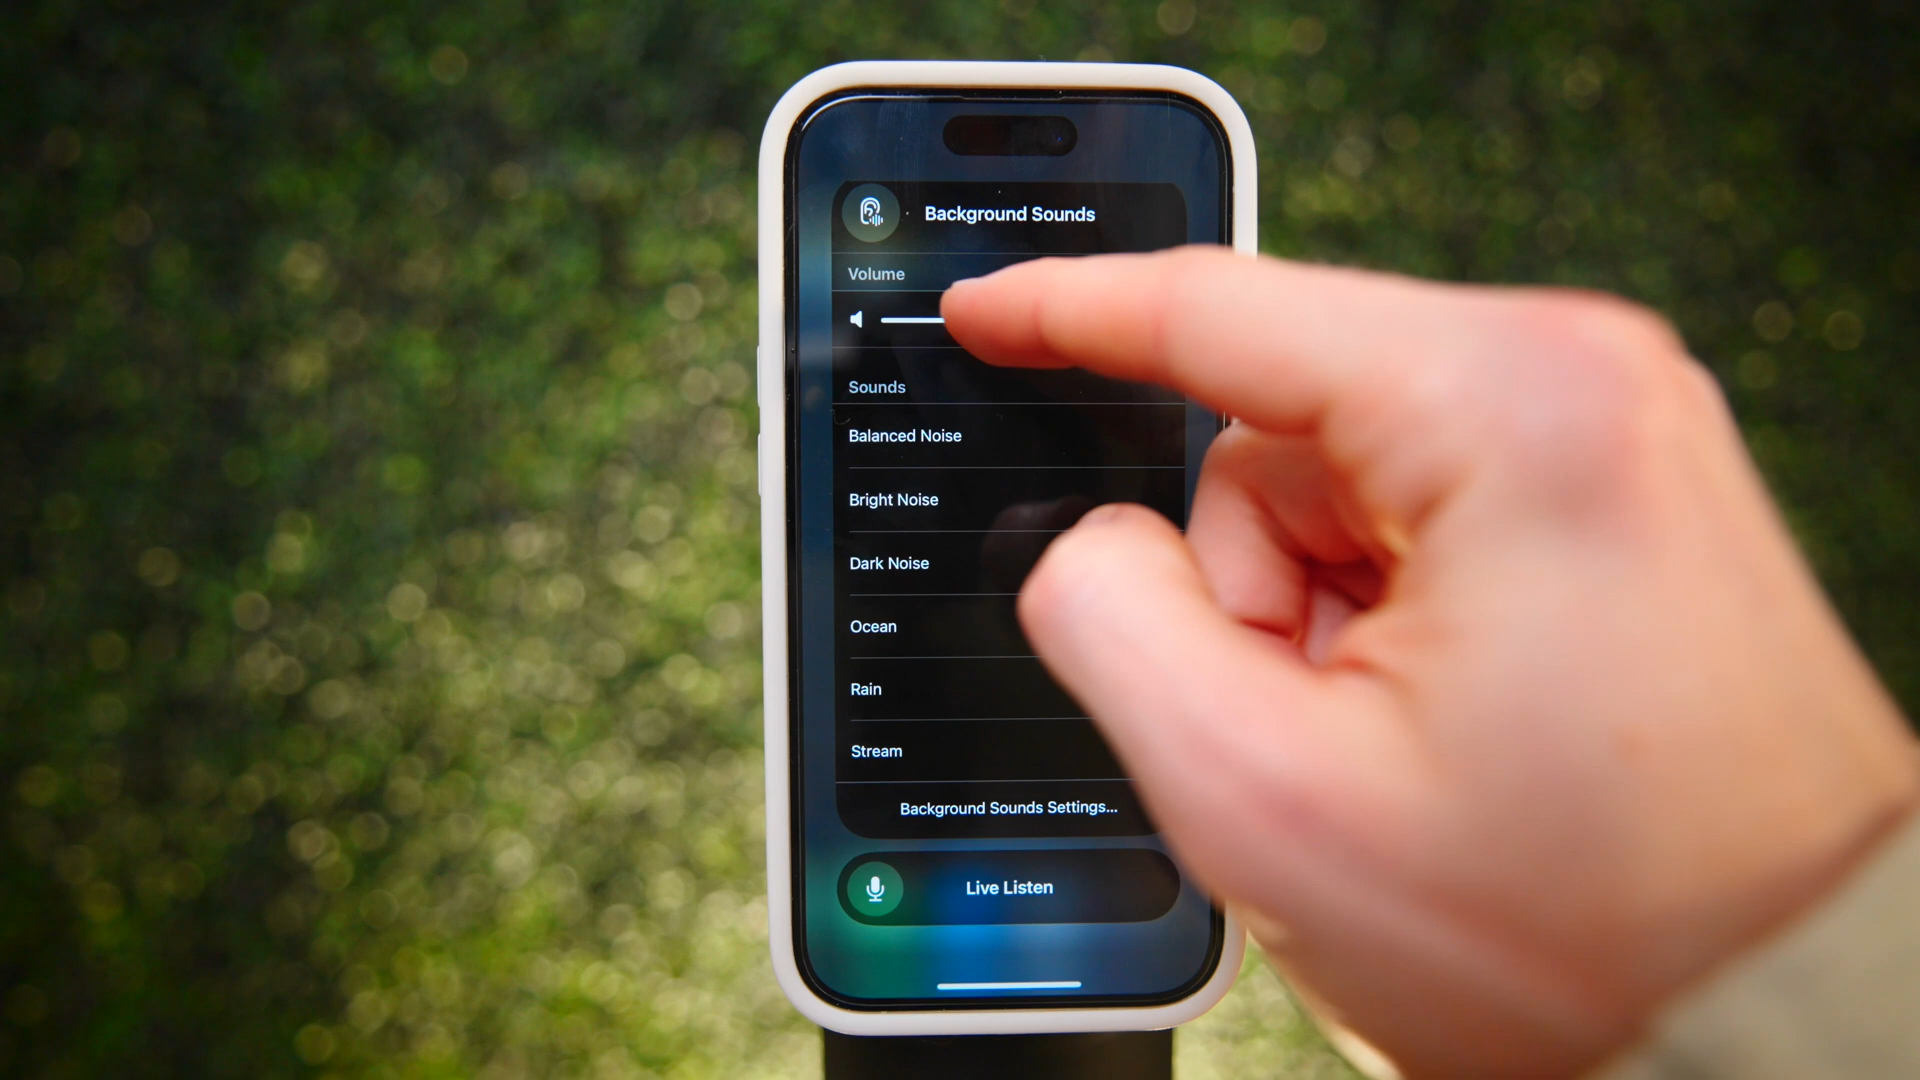 Background Sounds
Volume
Sounds
Balanced Noise
Bright Noise
Dark Noise
Ocean
Rain
Stream
Background Sounds Settings...
Live Listen